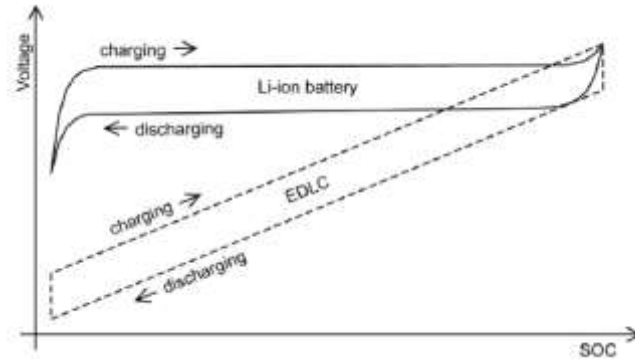 Voltage
charging
Li-ion battery
discharging
charging
EDLC
discharging
SOC